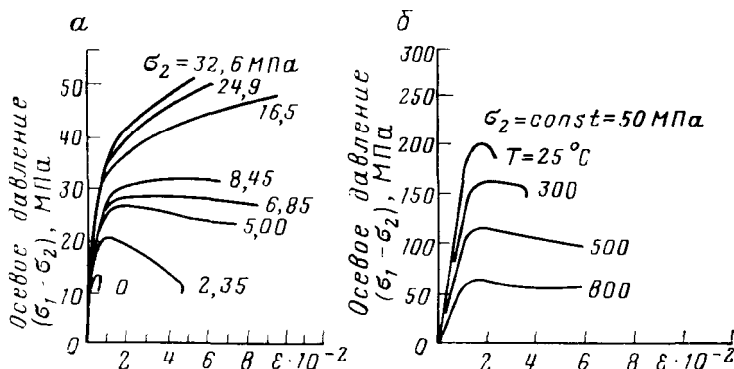 а
Осевое давление
(σ₁-σ₂), МПа
50
40
30
20
10
0
σ₂ = 32,6 МПа
24,9
16,5
8,45
6,85
5,00
2,35
0
2 4 6 8 ε·10⁻²
б
Осевое давление
(σ₁-σ₂), МПа
300
250
200
150
100
50
0
σ₂=const=50 МПа
T=25 °C
300
500
800
2 4 6 8 ε·10⁻²